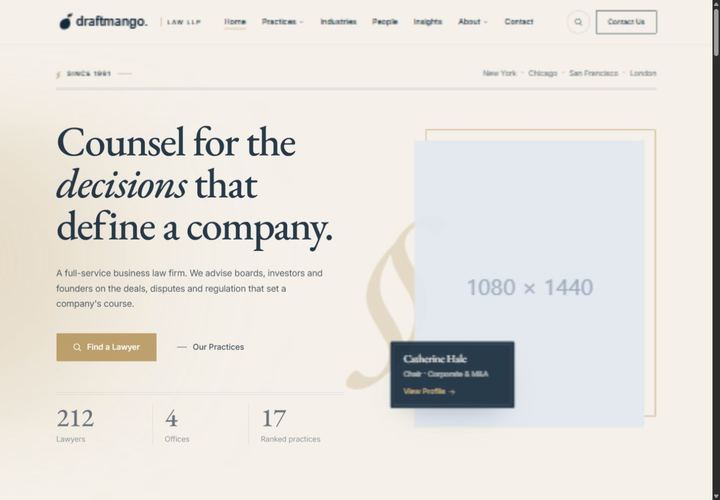 draftmango. LAW LLP Home Practices Industries People Insights About Contact Contact Us
§ SINCE 1991 New York · Chicago · San Francisco · London
Counsel for the
decisions that
define a company.
A full-service business law firm. We advise boards, investors and
founders on the deals, disputes and regulation that set a
company's course.
Find a Lawyer — Our Practices
212 4 17
Lawyers Offices Ranked practices
§
1080 × 1440
Catherine Hale
Chair · Corporate & M&A
View Profile →